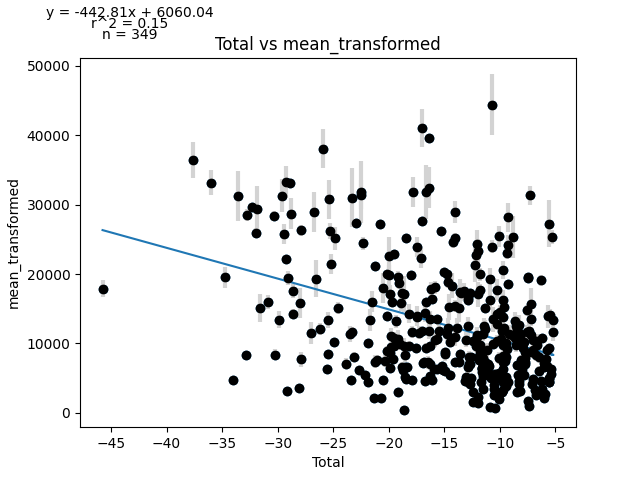 y = -442.81x + 6060.04
r^2 = 0.15
n = 349
Total vs mean_transformed
50000
40000
30000
20000
10000
0
mean_transformed
−45 −40 −35 −30 −25 −20 −15 −10 −5
Total